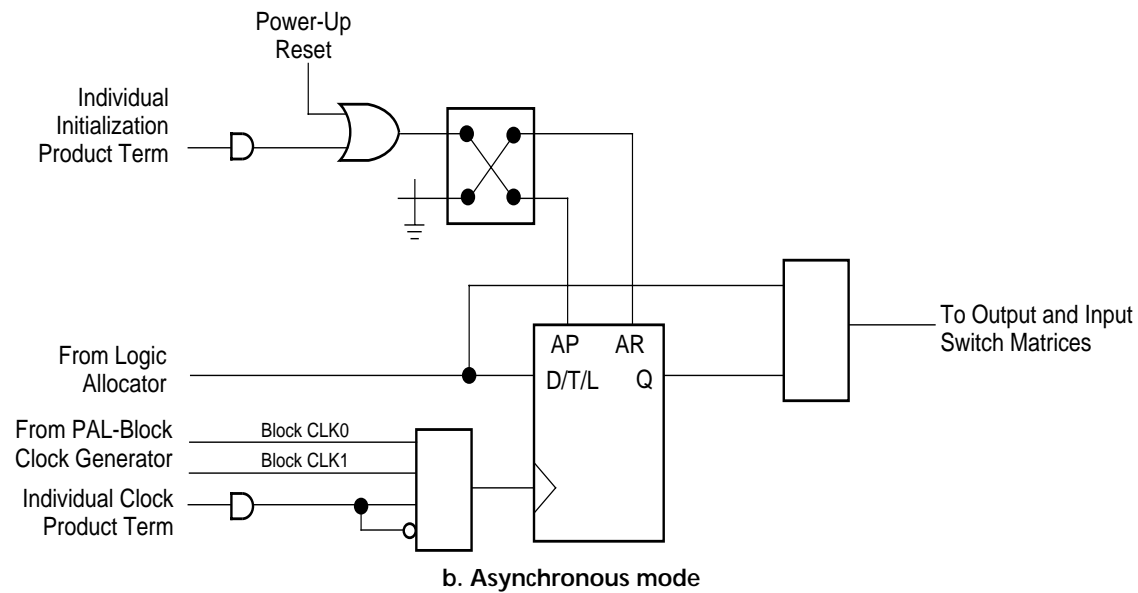 Power-Up
Reset
Individual
Initialization
Product Term
AP AR
D/T/L Q
To Output and Input
Switch Matrices
From Logic
Allocator
From PAL-Block
Clock Generator
Block CLK0
Block CLK1
Individual Clock
Product Term
b. Asynchronous mode